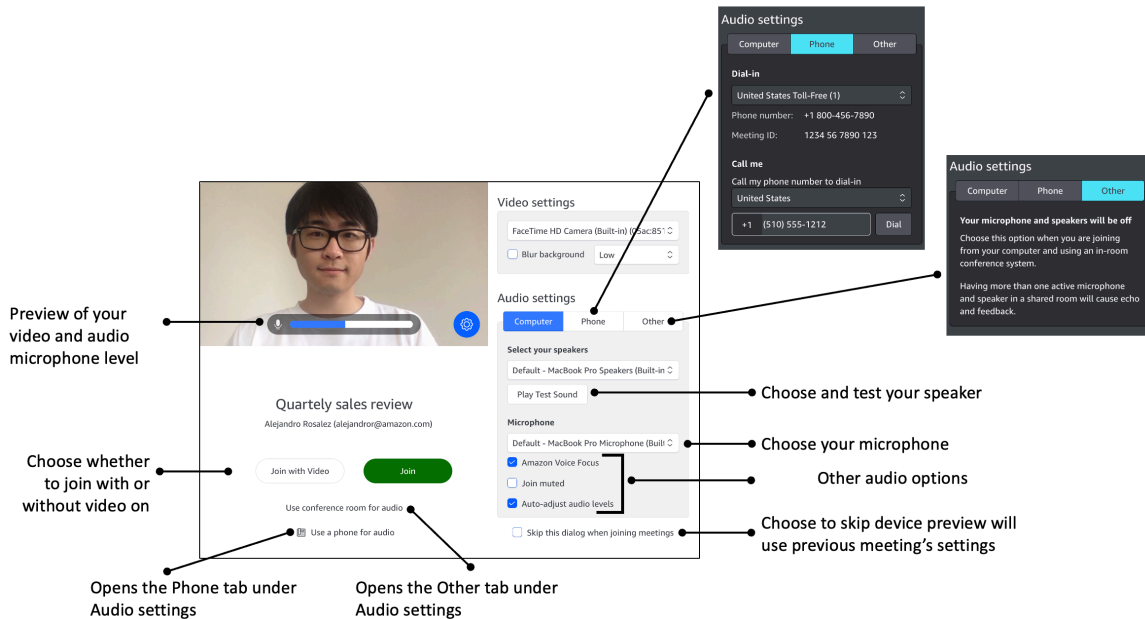 Audio settings
Computer
Phone
Other
Dial-in
United States Toll-Free (1)
Phone number: +1 800-456-7890
Meeting ID: 1234 56 7890 123
Call me
Call my phone number to dial-in
United States
+1 (510) 555-1212
Dial
Audio settings
Computer
Phone
Other
Your microphone and speakers will be off
Choose this option when you are joining
from your computer and using an in-room
conference system.
Having more than one active microphone
and speaker in a shared room will cause echo
and feedback.
Preview of your
video and audio
microphone level
Quartely sales review
Alejandro Rosalez (alejandror@amazon.com)
Choose whether
to join with or
without video on
Join with Video
Join
Use conference room for audio
Use a phone for audio
Opens the Phone tab under
Audio settings
Opens the Other tab under
Audio settings
Video settings
FaceTime HD Camera (Built-in) (05ac:851
Blur background
Low
Audio settings
Computer
Phone
Other
Select your speakers
Default - MacBook Pro Speakers (Built-in
Play Test Sound
Choose and test your speaker
Microphone
Default - MacBook Pro Microphone (Buil
Choose your microphone
Amazon Voice Focus
Join muted
Auto-adjust audio levels
Other audio options
Skip this dialog when joining meetings
Choose to skip device preview will
use previous meeting's settings